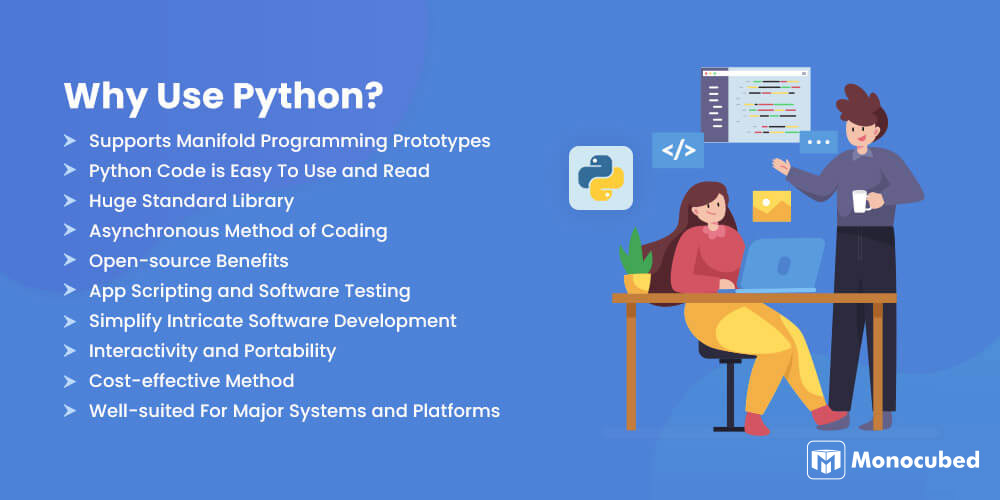 Why Use Python?
Supports Manifold Programming Prototypes
Python Code is Easy To Use and Read
Huge Standard Library
Asynchronous Method of Coding
Open-source Benefits
App Scripting and Software Testing
Simplify Intricate Software Development
Interactivity and Portability
Cost-effective Method
Well-suited For Major Systems and Platforms
</>
Monocubed